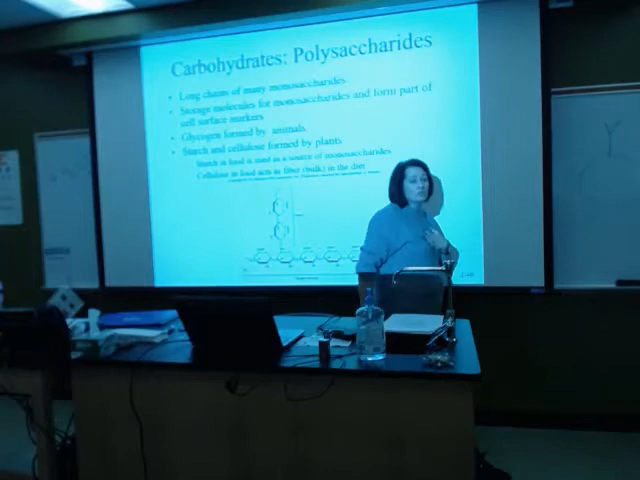 Carbohydrates: Polysaccharides
• Long chains of many monosaccharides
• Storage molecules for monosaccharides and form part of
cell surface markers
• Glycogen formed by animals
• Starch and cellulose formed by plants
Starch in food is used as a source of monosaccharides
Cellulose in food acts as fiber (bulk) in the diet